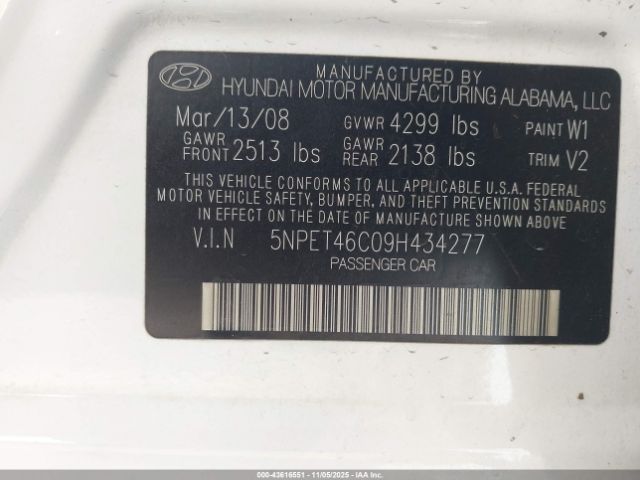 MANUFACTURED BY
HYUNDAI MOTOR MANUFACTURING ALABAMA, LLC
Mar/13/08 GVWR 4299 lbs PAINT W1
GAWR FRONT 2513 lbs GAWR REAR 2138 lbs TRIM V2
THIS VEHICLE CONFORMS TO ALL APPLICABLE U.S.A. FEDERAL
MOTOR VEHICLE SAFETY, BUMPER, AND THEFT PREVENTION
STANDARDS IN EFFECT ON THE DATE OF MANUFACTURE SHOWN ABOVE
V.I.N 5NPET46C09H434277
PASSENGER CAR
000-43616551 - 11/05/2025 - IAAI.COM